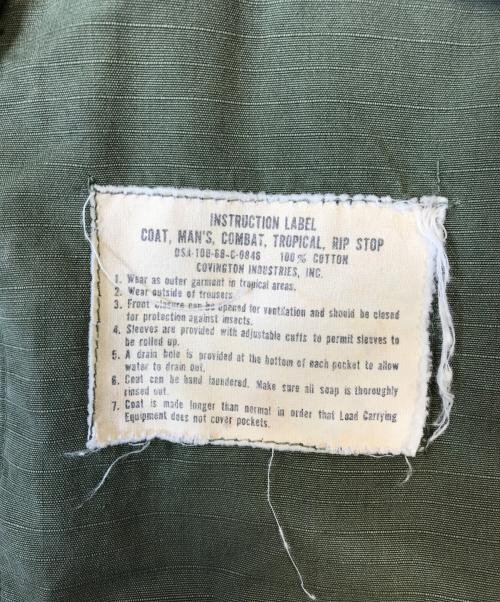 INSTRUCTION LABEL
COAT, MAN'S, COMBAT, TROPICAL, RIP STOP
DSA-100-68-C-0846 100% COTTON
COVINGTON INDUSTRIES, INC.
1. Wear as outer garment in tropical areas.
2. Wear outside of trousers
3. Front closure can be opened for ventilation and should be closed
for protection against insects.
4. Sleeves are provided with adjustable cuffs to permit sleeves to
be rolled up.
5. A drain hole is provided at the bottom of each pocket to allow
water to drain out.
6. Coat can be hand laundered. Make sure all soap is thoroughly
rinsed out.
7. Coat is made longer than normal in order that Load Carrying
Equipment does not cover pockets.